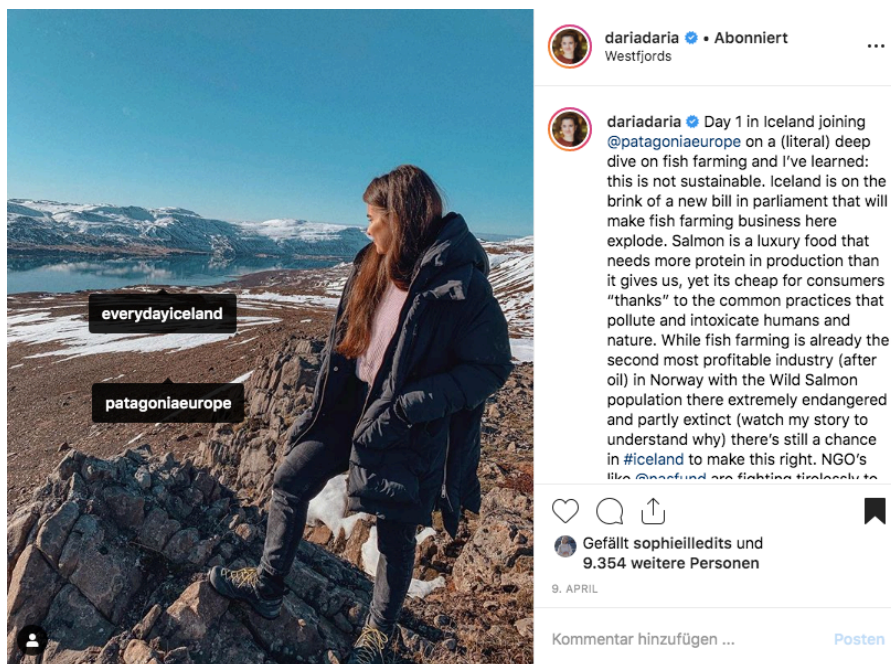 dariadaria • Abonniert
Westfjords
dariadaria Day 1 in Iceland joining
@patagoniaeurope on a (literal) deep
dive on fish farming and I've learned:
this is not sustainable. Iceland is on the
brink of a new bill in parliament that will
make fish farming business here
explode. Salmon is a luxury food that
needs more protein in production than
it gives us, yet its cheap for consumers
“thanks” to the common practices that
pollute and intoxicate humans and
nature. While fish farming is already the
second most profitable industry (after
oil) in Norway with the Wild Salmon
population there extremely endangered
and partly extinct (watch my story to
understand why) there's still a chance
in #iceland to make this right. NGO's
like @nasfund are fighting tirelessly to
everydayiceland
patagoniaeurope
Gefällt sophieilledits und
9.354 weitere Personen
9. APRIL
Kommentar hinzufügen ...
Posten